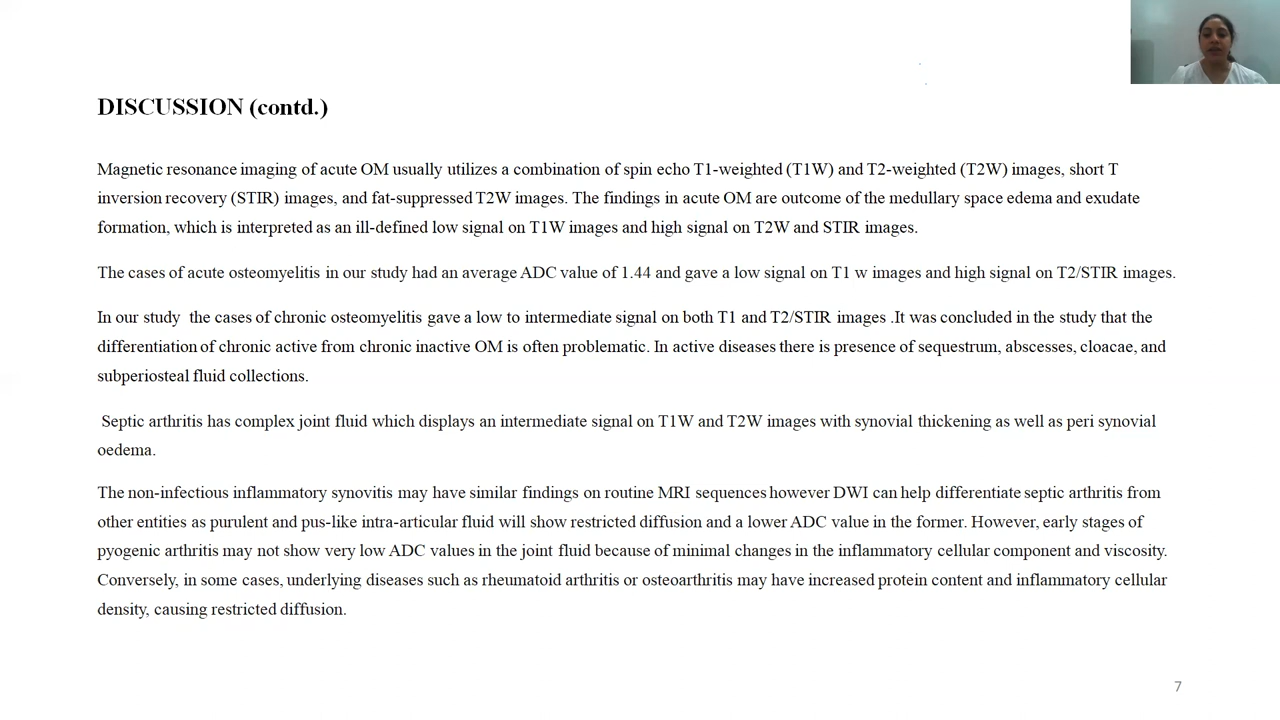 DISCUSSION (contd.)
Magnetic resonance imaging of acute OM usually utilizes a combination of spin echo T1-weighted (T1W) and T2-weighted (T2W) images, short T
inversion recovery (STIR) images, and fat-suppressed T2W images. The findings in acute OM are outcome of the medullary space edema and exudate
formation, which is interpreted as an ill-defined low signal on T1W images and high signal on T2W and STIR images.
The cases of acute osteomyelitis in our study had an average ADC value of 1.44 and gave a low signal on T1 w images and high signal on T2/STIR images.
In our study the cases of chronic osteomyelitis gave a low to intermediate signal on both T1 and T2/STIR images .It was concluded in the study that the
differentiation of chronic active from chronic inactive OM is often problematic. In active diseases there is presence of sequestrum, abscesses, cloacae, and
subperiosteal fluid collections.
Septic arthritis has complex joint fluid which displays an intermediate signal on T1W and T2W images with synovial thickening as well as peri synovial
oedema.
The non-infectious inflammatory synovitis may have similar findings on routine MRI sequences however DWI can help differentiate septic arthritis from
other entities as purulent and pus-like intra-articular fluid will show restricted diffusion and a lower ADC value in the former. However, early stages of
pyogenic arthritis may not show very low ADC values in the joint fluid because of minimal changes in the inflammatory cellular component and viscosity.
Conversely, in some cases, underlying diseases such as rheumatoid arthritis or osteoarthritis may have increased protein content and inflammatory cellular
density, causing restricted diffusion.
7